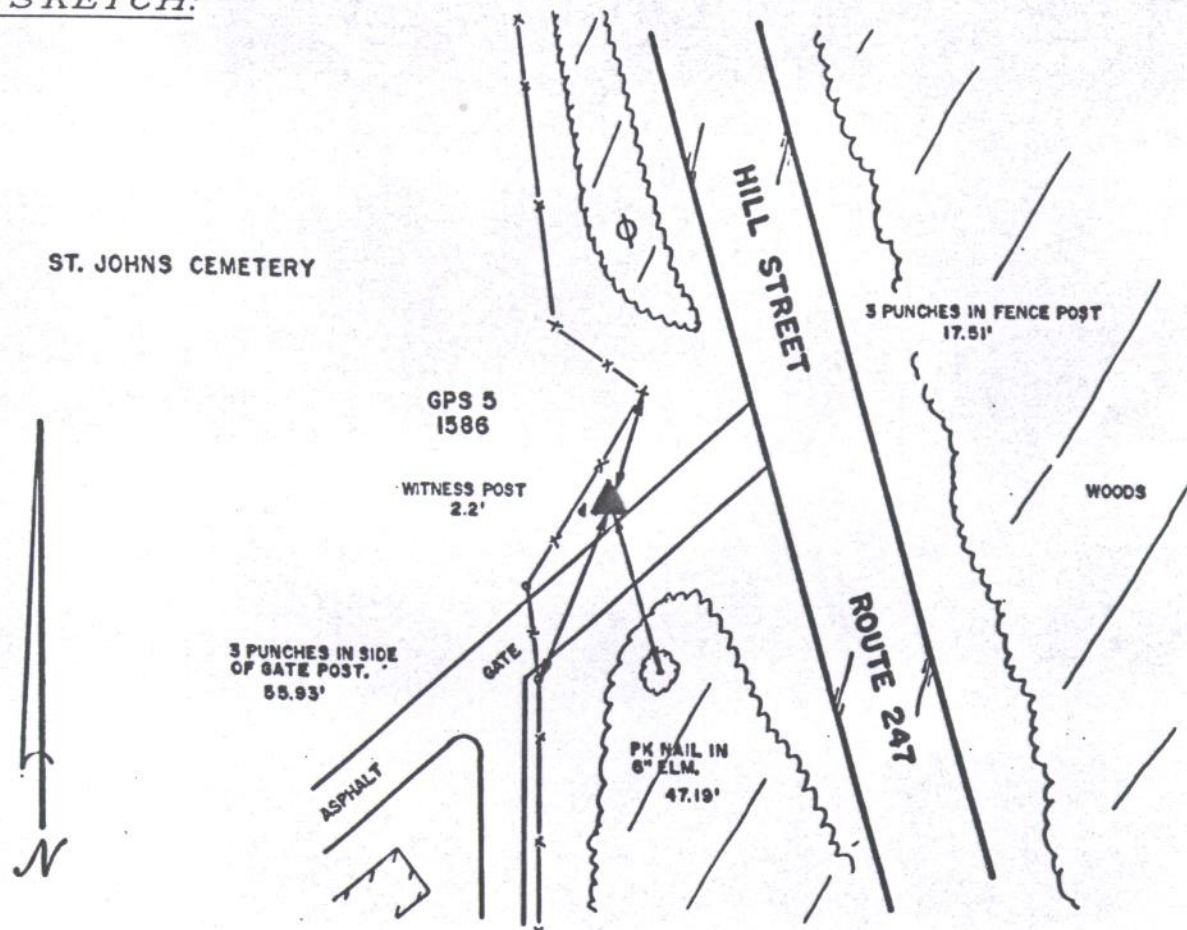 SKETCH:
ST. JOHNS CEMETERY
HILL STREET
3 PUNCHES IN FENCE POST
17.51'
GPS 5
1586
WITNESS POST
2.2'
WOODS
ROUTE 247
3 PUNCHES IN SIDE
OF GATE POST.
55.93'
GATE
PK NAIL IN
6" ELM.
47.19'
ASPHALT
N